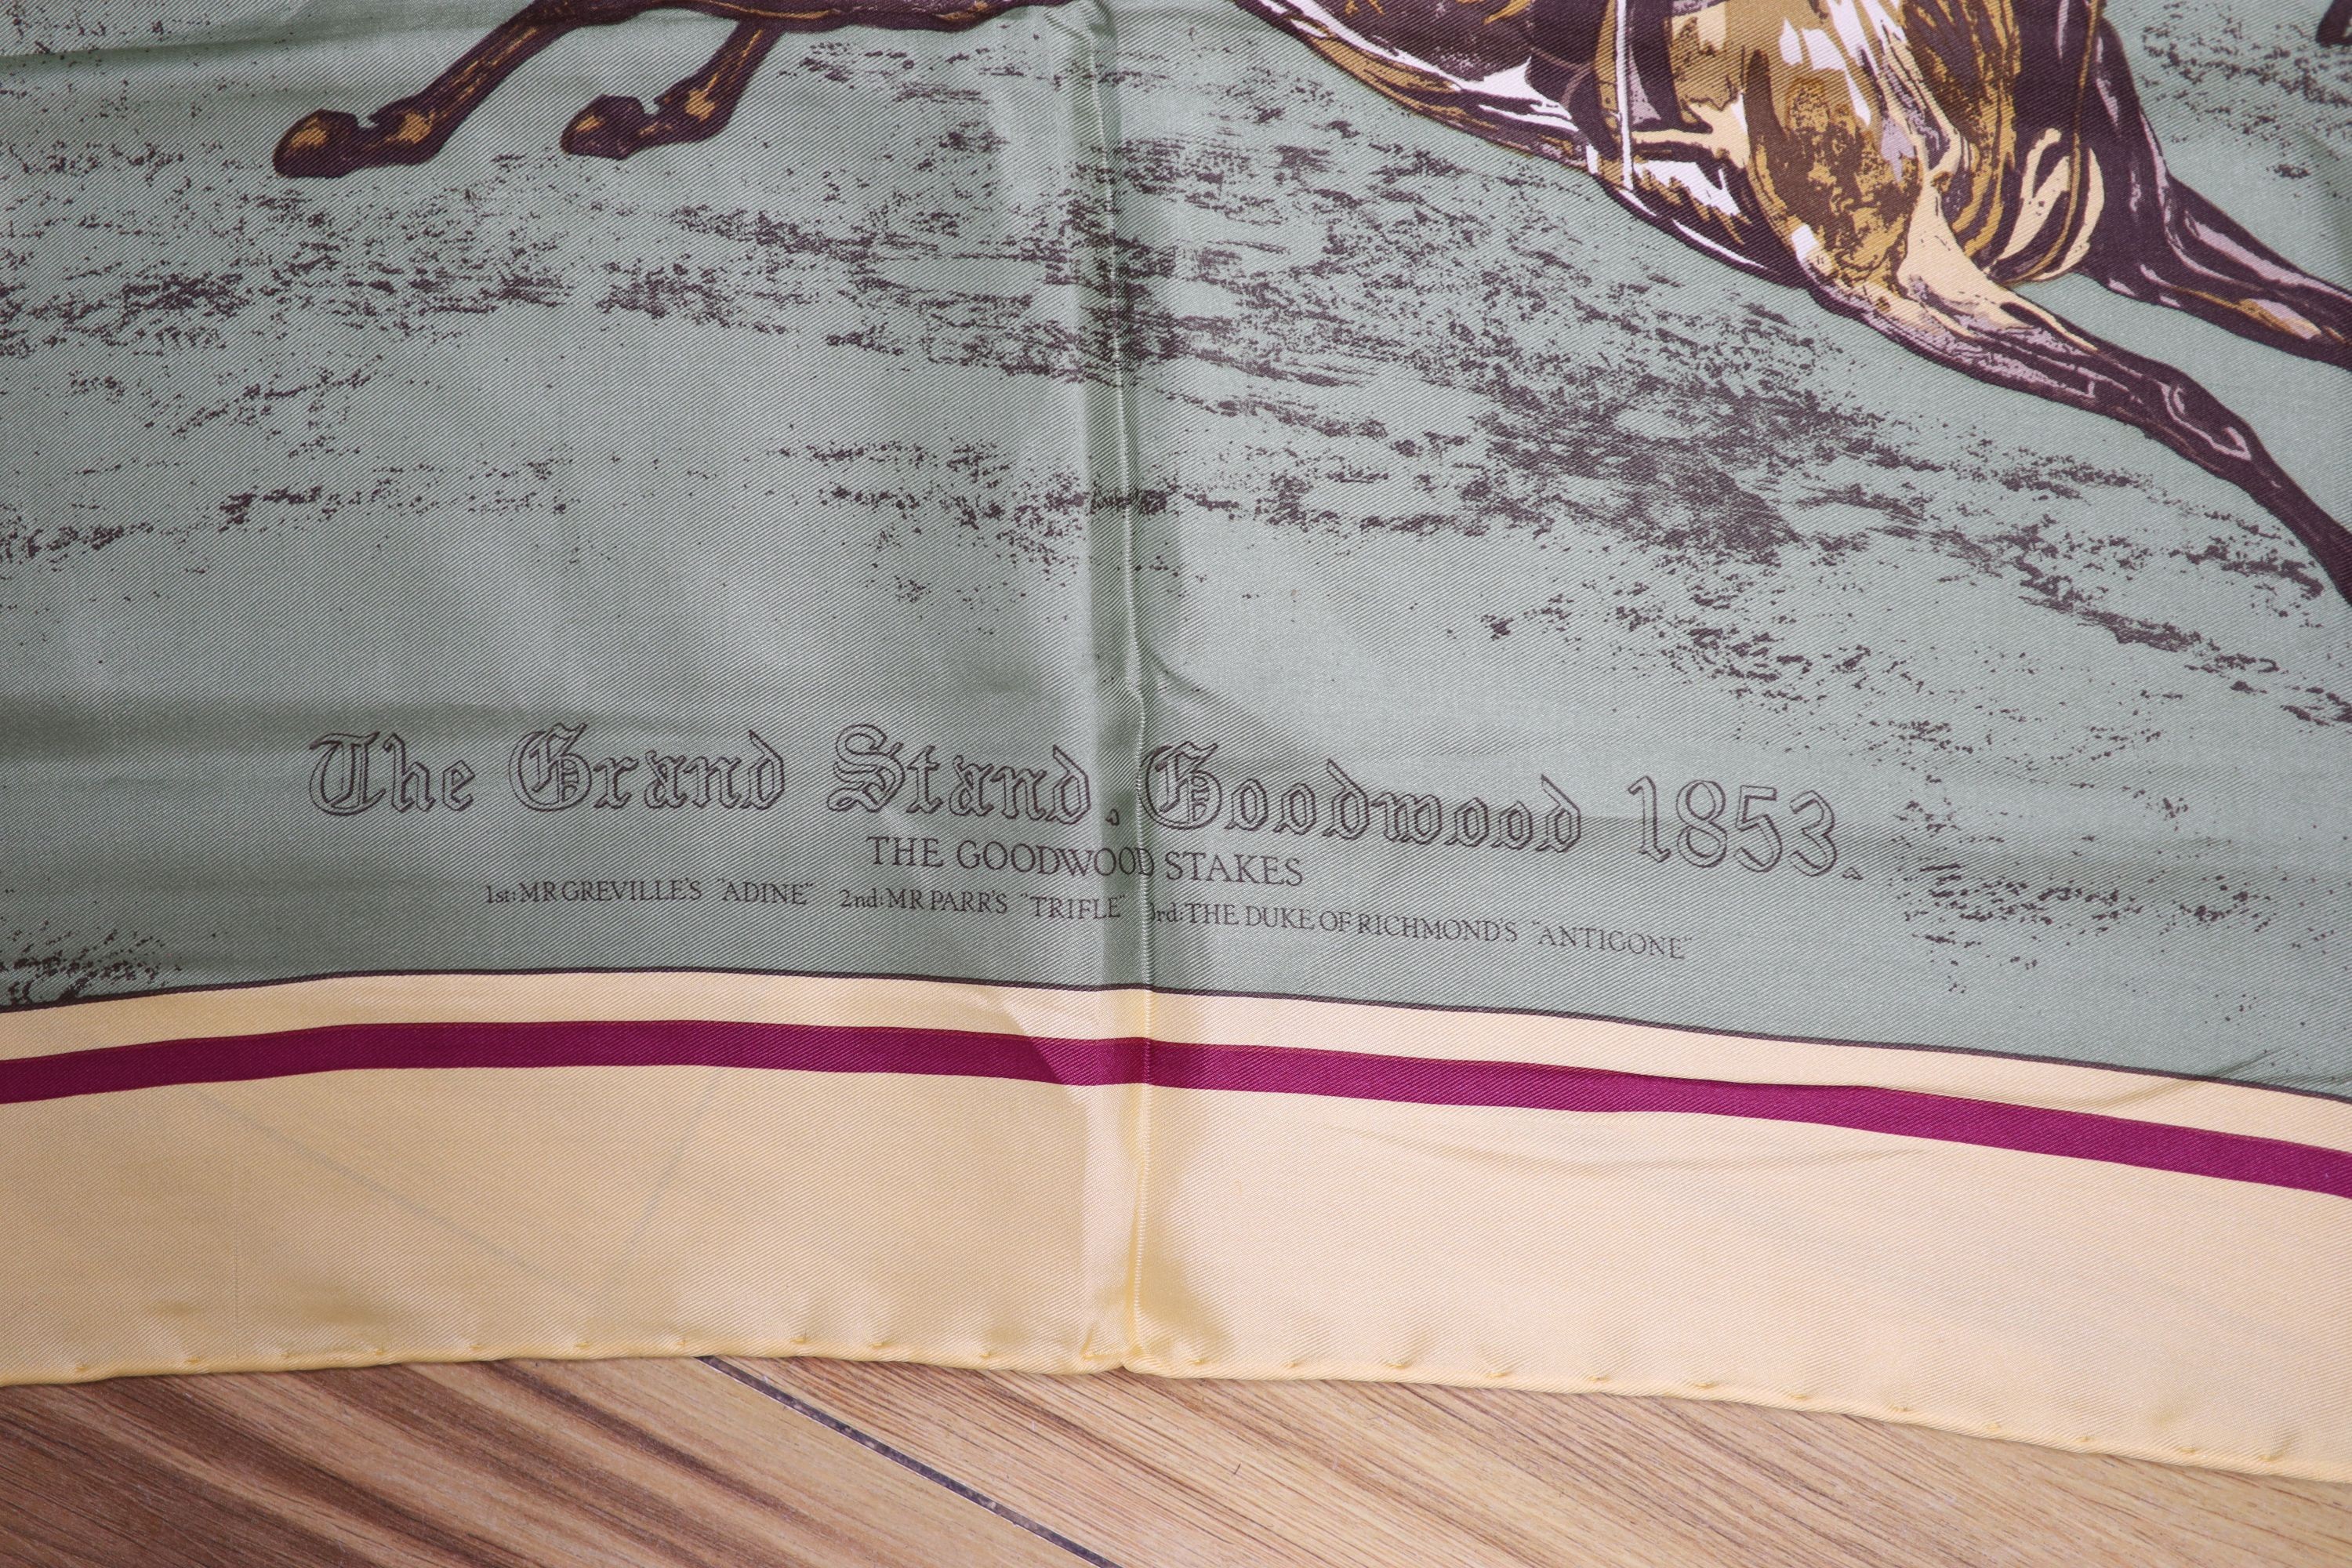 The Grand Stand. Goodwood 1853.
THE GOODWOOD STAKES
1st: MR GREVILLE'S "ADINE" 2nd: MR PARR'S "TRIFLE" 3rd: THE DUKE OF RICHMOND'S "ANTIGONE"